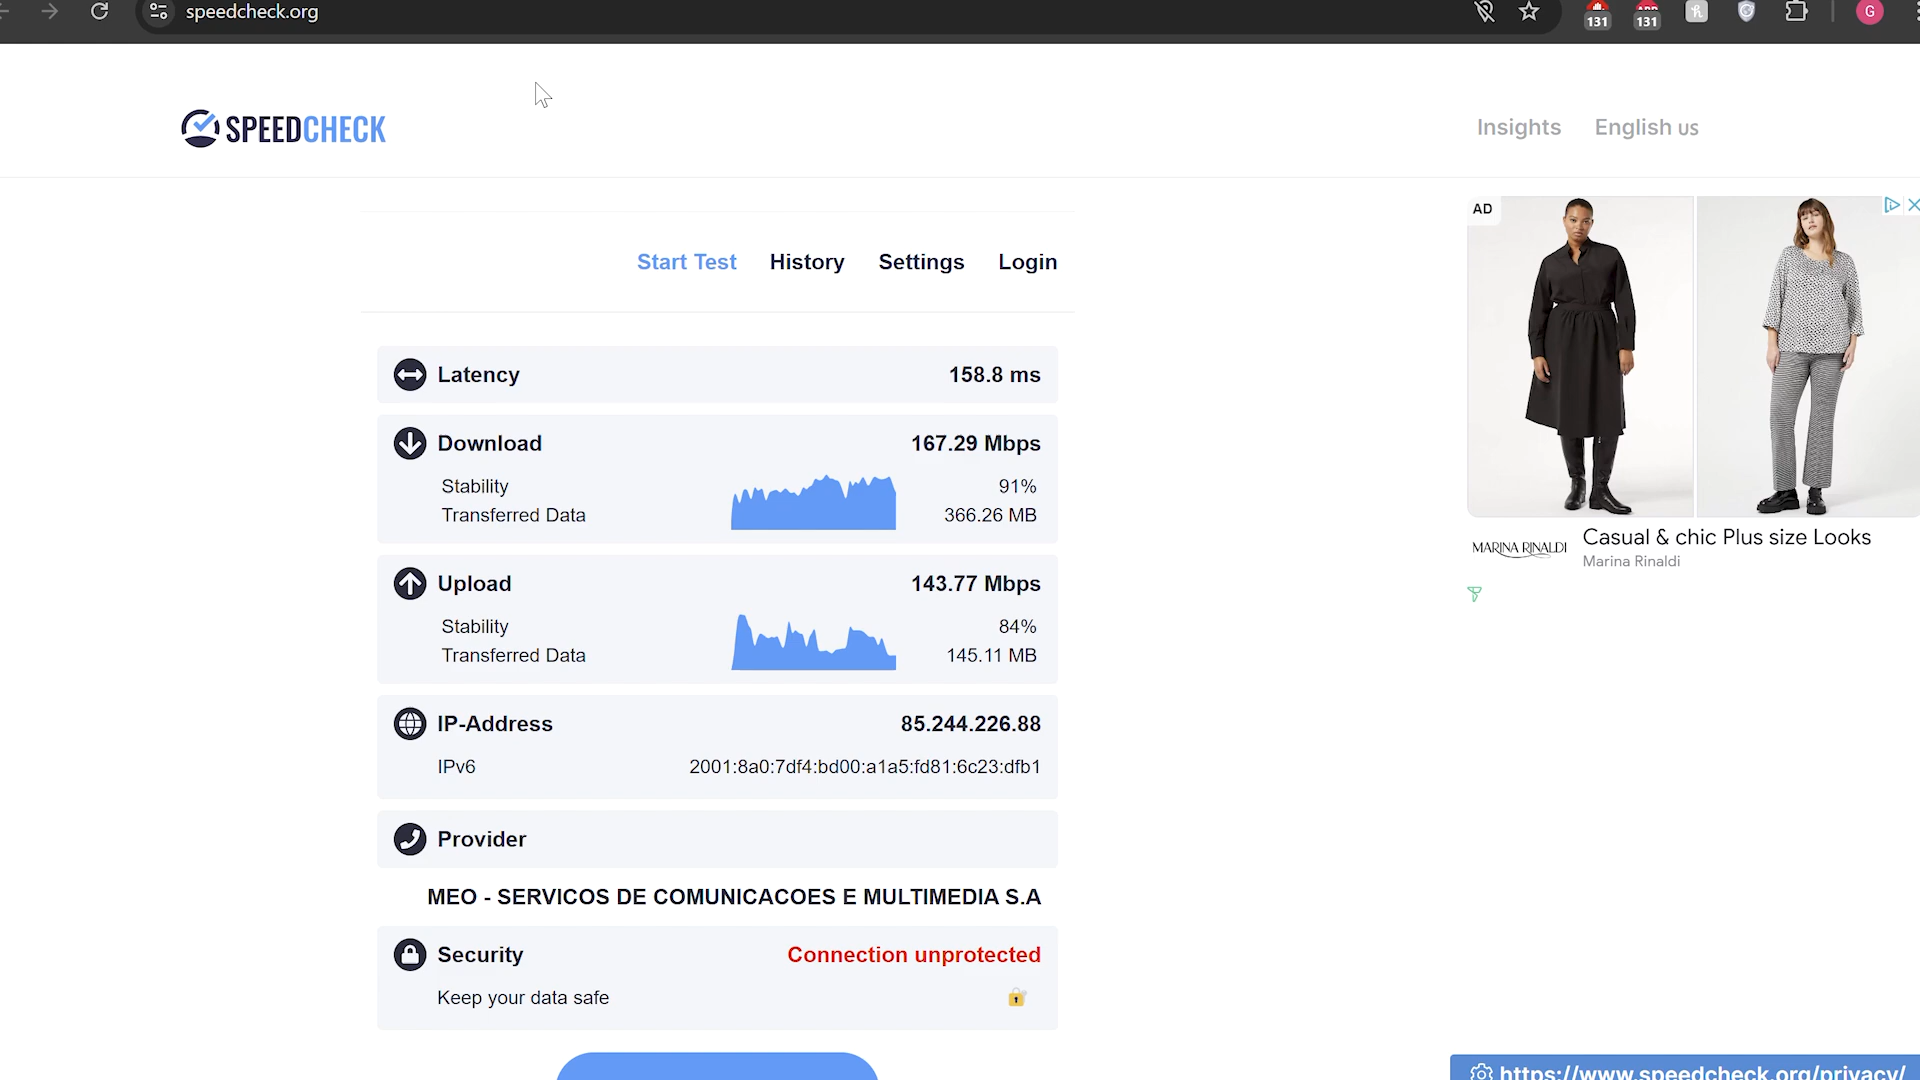 speedcheck.org
131
131
G
SPEEDCHECK
Insights
English US
AD
Start Test
History
Settings
Login
Latency
158.8 ms
Download
167.29 Mbps
Stability
91%
Transferred Data
366.26 MB
Upload
143.77 Mbps
Stability
84%
Transferred Data
145.11 MB
IP-Address
85.244.226.88
IPv6
2001:8a0:7df4:bd00:a1a5:fd81:6c23:dfb1
Provider
MEO - SERVICOS DE COMUNICACOES E MULTIMEDIA S.A
Security
Connection unprotected
Keep your data safe
MARINA RINALDI
Casual & chic Plus size Looks
Marina Rinaldi
https://www.speedcheck.org/privacy/